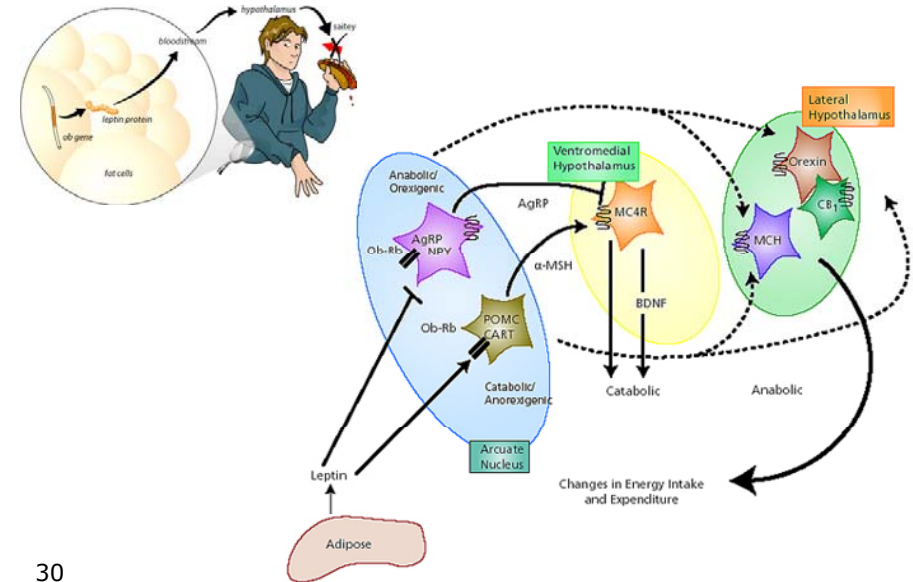 hypothalamus
saitey
bloodstream
leptin protein
ob gene
fat cells
Lateral
Hypothalamus
Ventromedial
Hypothalamus
Orexin
Anabolic/
Orexigenic
AgRP
MC4R
CB1
AgRP
NPY
Ob-Rb
MCH
α-MSH
BDNF
Ob-Rb
POMC
CART
Catabolic/
Anorexigenic
Catabolic
Anabolic
Arcuate
Nucleus
Leptin
Changes in Energy Intake
and Expenditure
Adipose
30